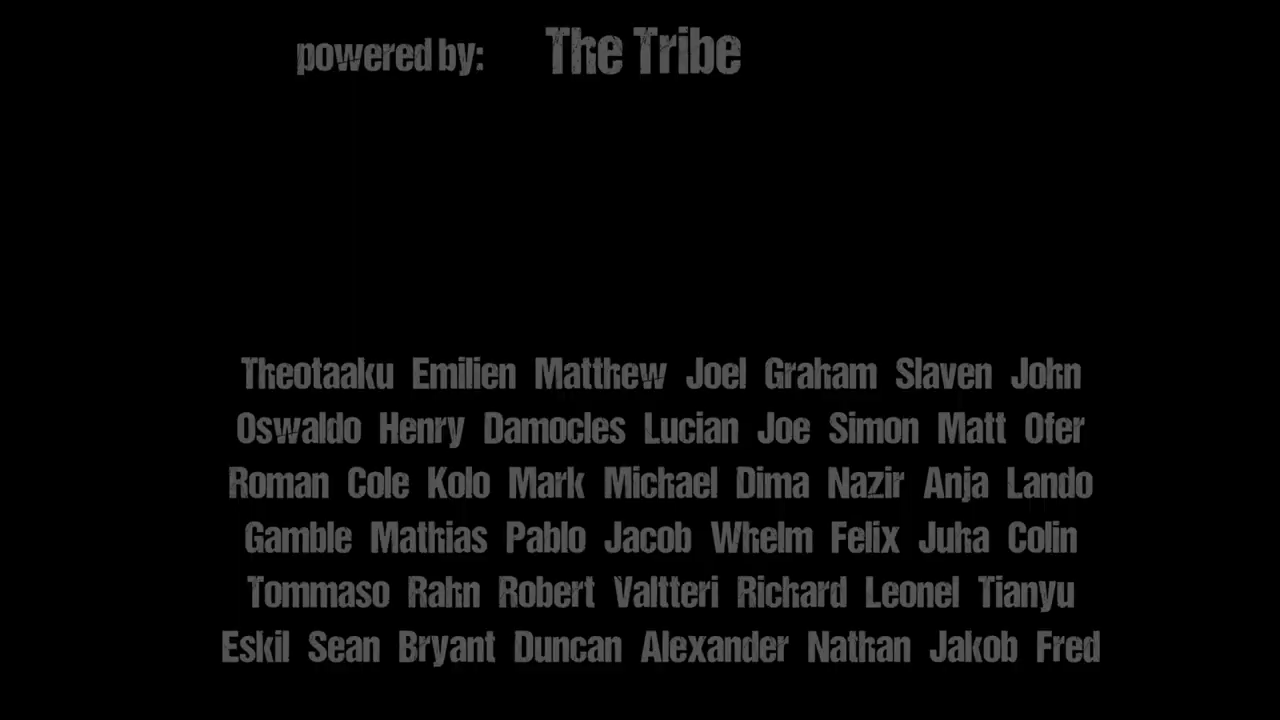 powered by: The Tribe
Theotaaku Emilien Matthew Joel Graham Slaven John
Oswaldo Henry Damocles Lucian Joe Simon Matt Ofer
Roman Cole Kolo Mark Michael Dima Nazir Anja Lando
Gamble Mathias Pablo Jacob Whelm Felix Juha Colin
Tommaso Rahn Robert Valtteri Richard Leonel Tianyu
Eskil Sean Bryant Duncan Alexander Nathan Jakob Fred